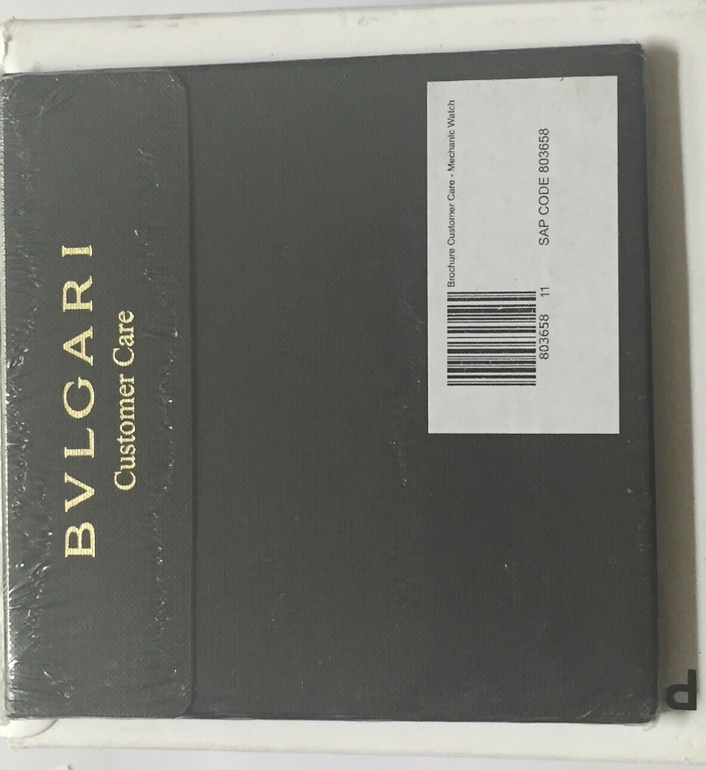 BVLGARI
Customer Care
Brochure Customer Care - Mechanic Watch
803658 11 SAP CODE 803658